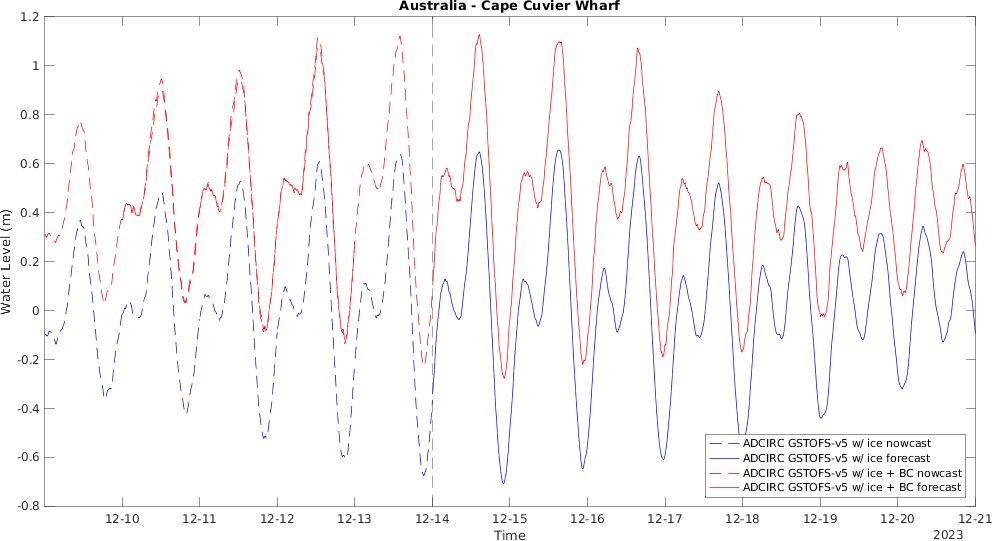 Australia - Cape Cuvier Wharf
1.2
1
0.8
0.6
0.4
0.2
0
-0.2
-0.4
-0.6
-0.8
Water Level (m)
ADCIRC GSTOFS-v5 w/ ice nowcast
ADCIRC GSTOFS-v5 w/ ice forecast
ADCIRC GSTOFS-v5 w/ ice + BC nowcast
ADCIRC GSTOFS-v5 w/ ice + BC forecast
12-10 12-11 12-12 12-13 12-14 12-15 12-16 12-17 12-18 12-19 12-20 12-21
Time
2023